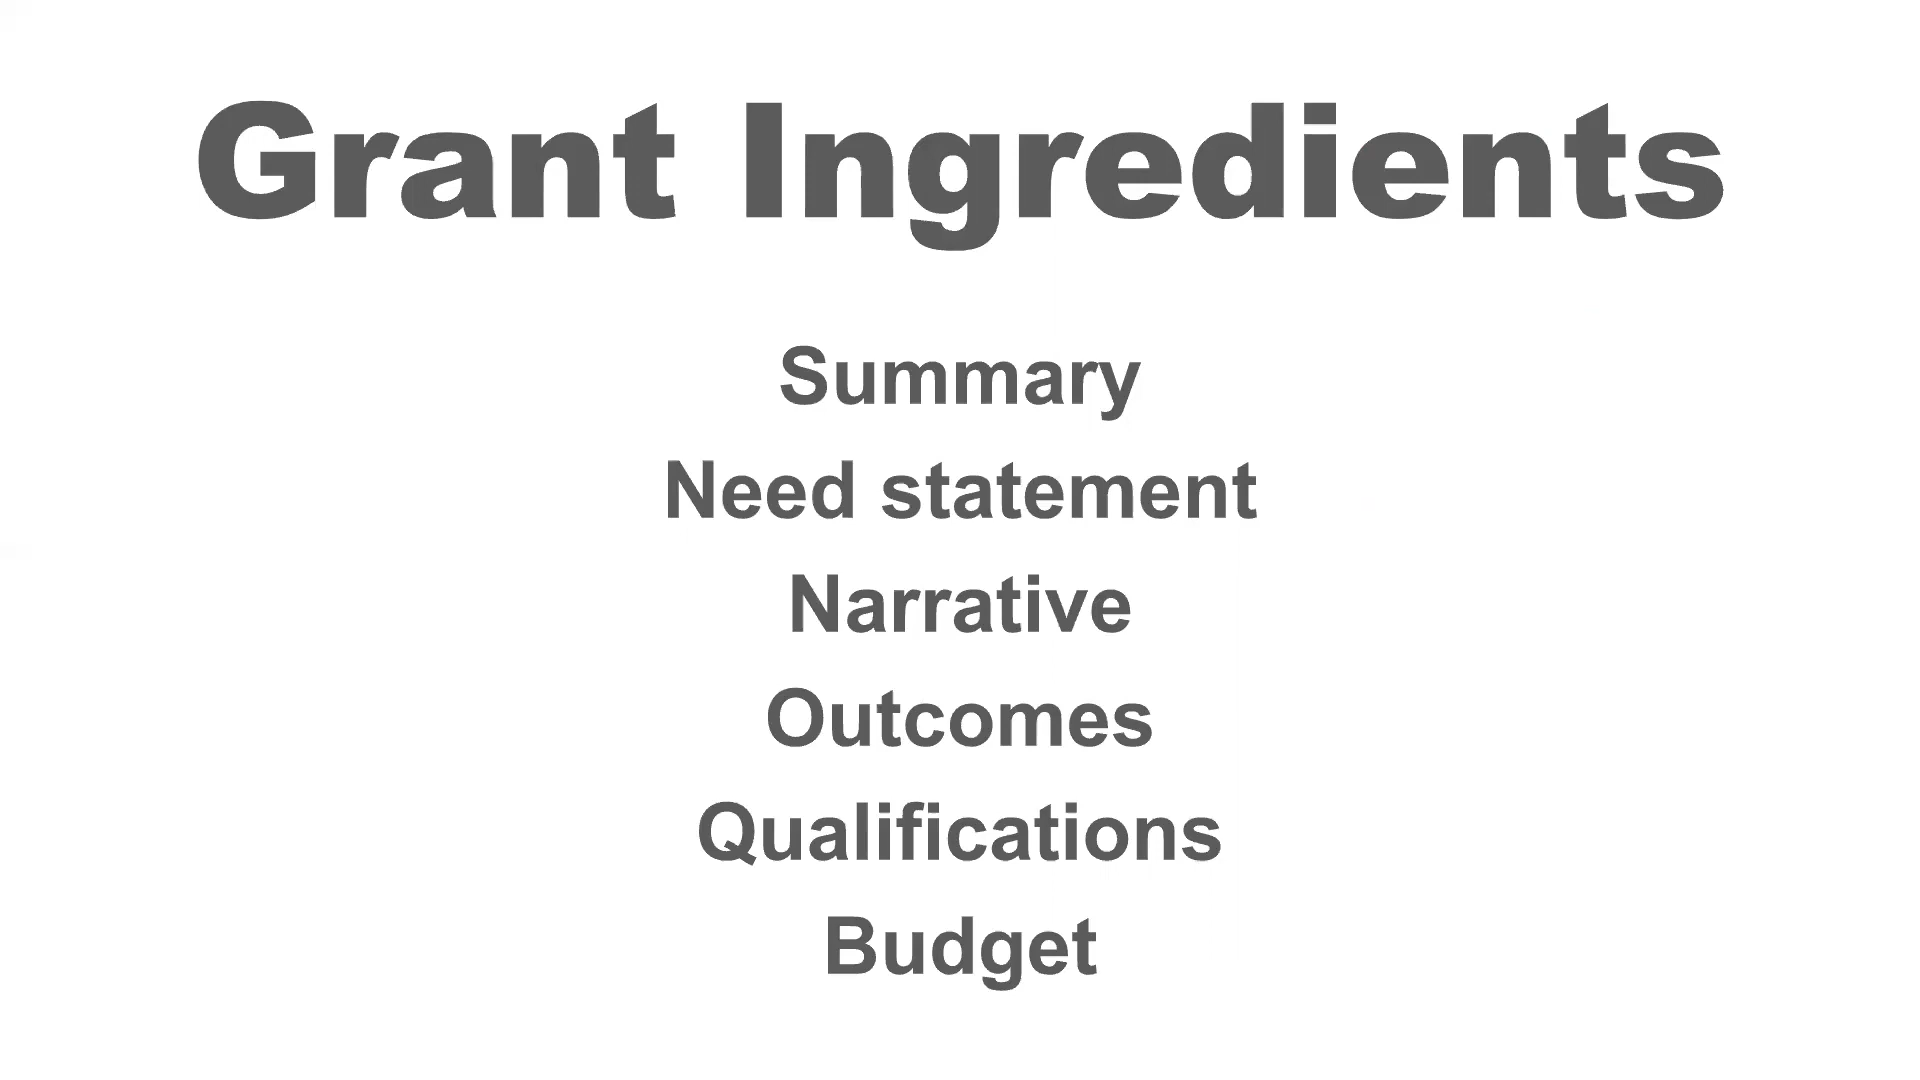 Grant Ingredients
Summary
Need statement
Narrative
Outcomes
Qualifications
Budget